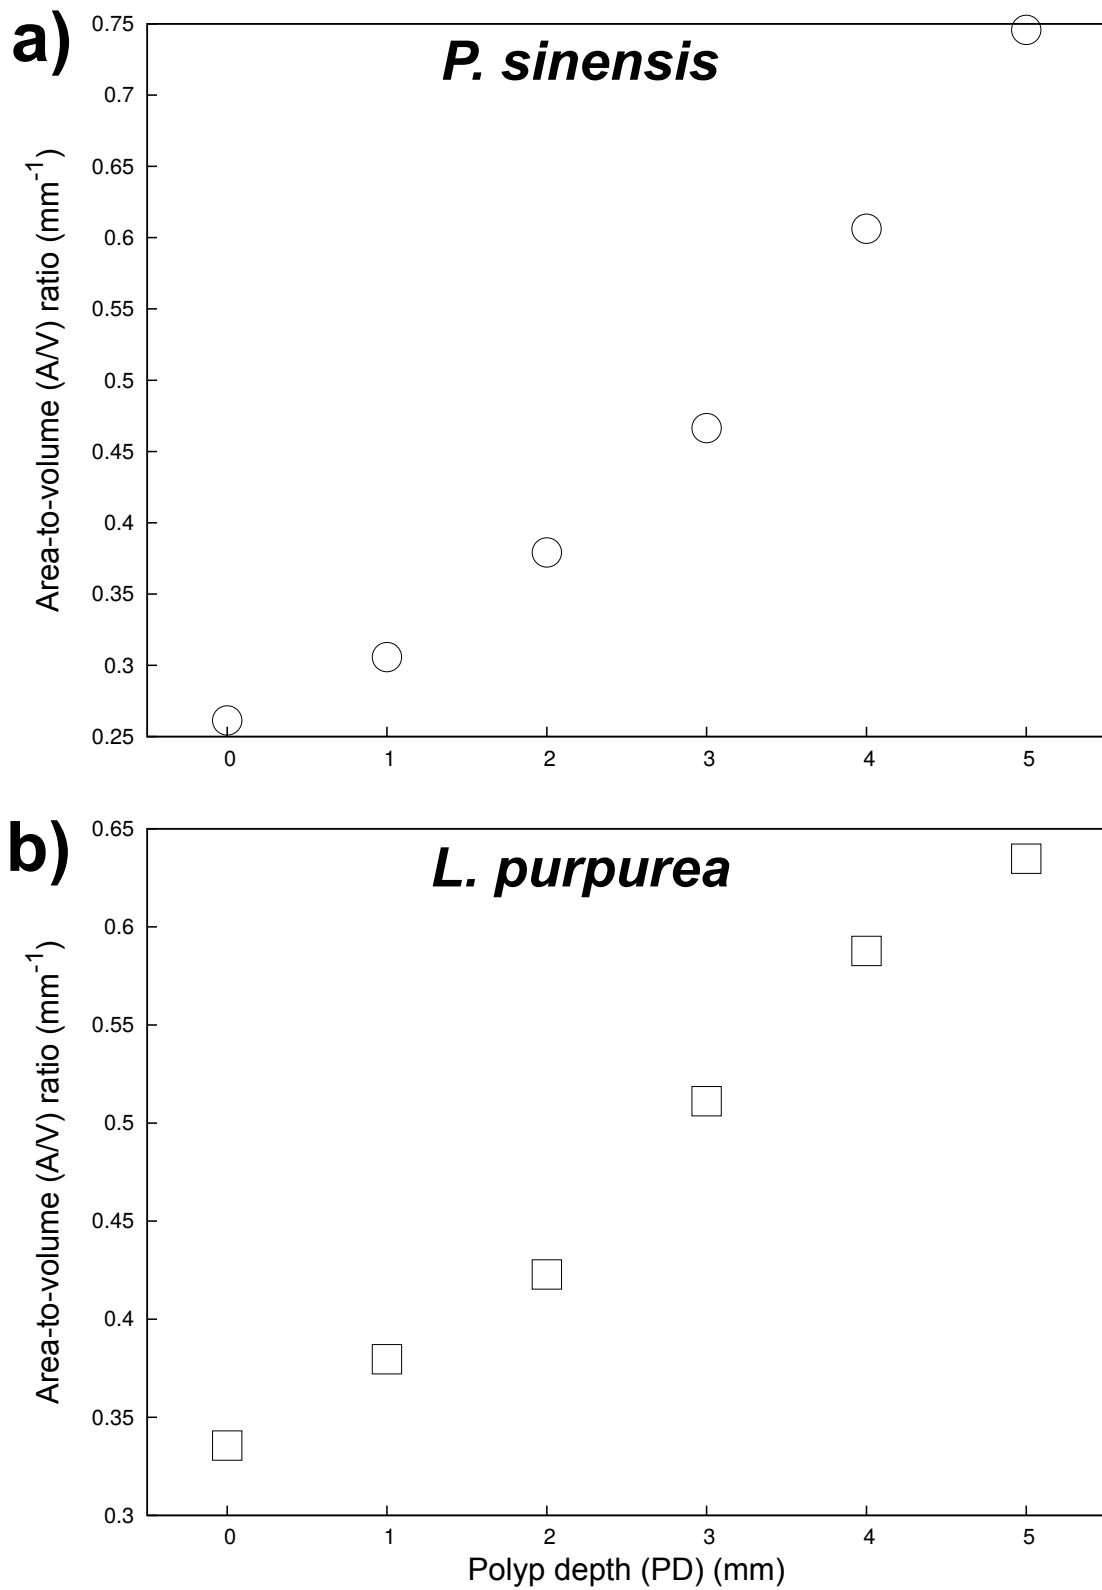 a)
P. sinensis
Area-to-volume (A/V) ratio (mm⁻¹)
0.75
0.7
0.65
0.6
0.55
0.5
0.45
0.4
0.35
0.3
0.25
0 1 2 3 4 5
b)
L. purpurea
Area-to-volume (A/V) ratio (mm⁻¹)
0.65
0.6
0.55
0.5
0.45
0.4
0.35
0.3
0 1 2 3 4 5
Polyp depth (PD) (mm)